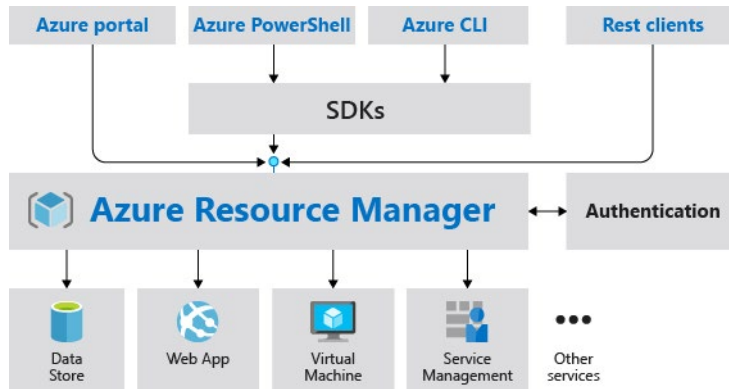 Azure portal
Azure PowerShell
Azure CLI
Rest clients
SDKs
Azure Resource Manager
Authentication
Data
Store
Web App
Virtual
Machine
Service
Management
Other
services